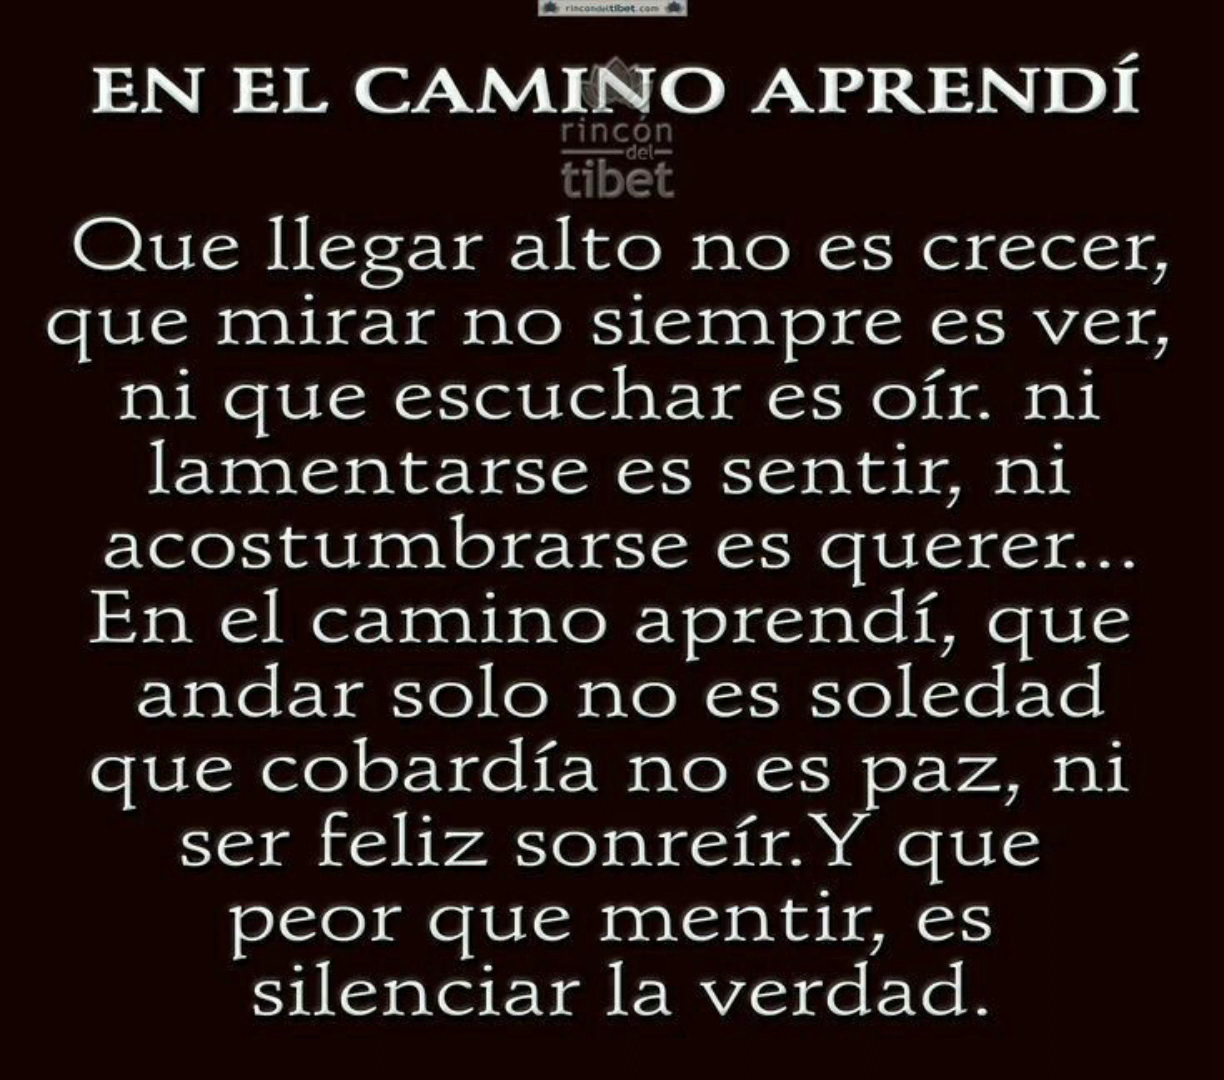 rincondeltibet.com
EN EL CAMINO APRENDÍ
rincón
del
tibet
Que llegar alto no es crecer,
que mirar no siempre es ver,
ni que escuchar es oír. ni
lamentarse es sentir, ni
acostumbrarse es querer...
En el camino aprendí, que
andar solo no es soledad
que cobardía no es paz, ni
ser feliz sonreír.Y que
peor que mentir, es
silenciar la verdad.